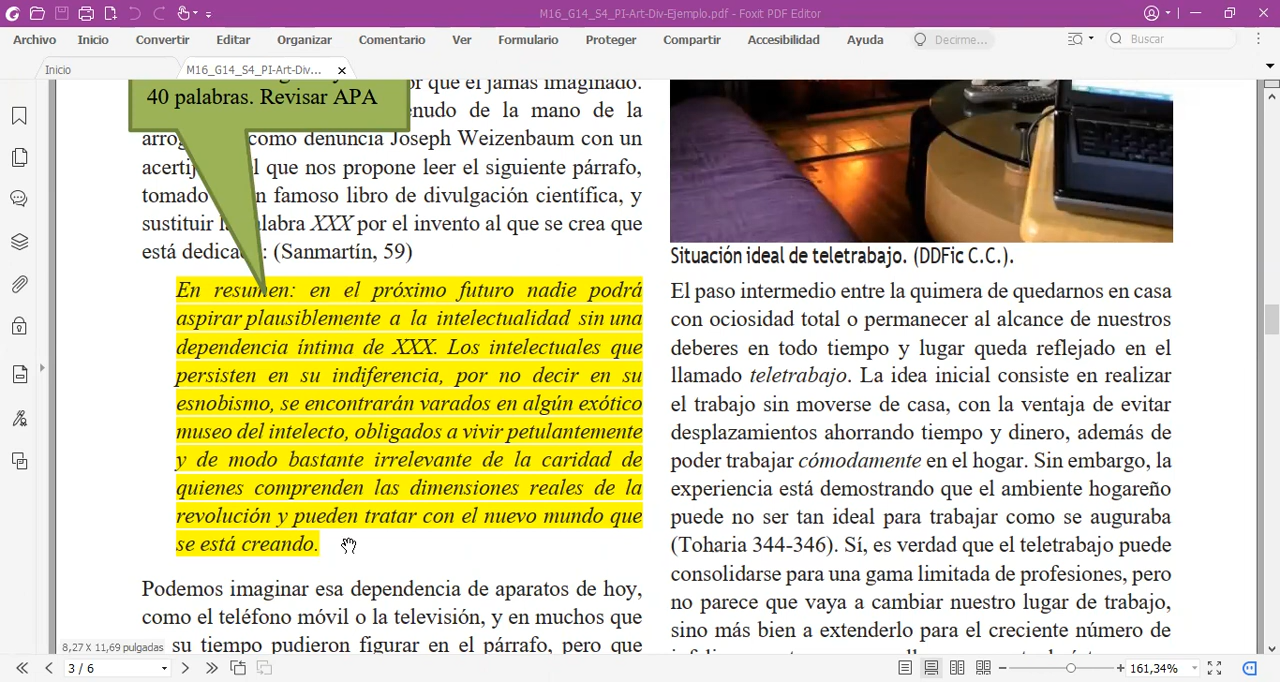 M16_G14_S4_PI-Art-Div-Ejemplo.pdf - Foxit PDF Editor
Archivo Inicio Convertir Editar Organizar Comentario Ver Formulario Proteger Compartir Accesibilidad Ayuda Decirme... Buscar
Inicio M16_G14_S4_PI-Art-Div...
40 palabras. Revisar APA
or que el jamás imaginado.
enudo de la mano de la
como denuncia Joseph Weizenbaum con un
l que nos propone leer el siguiente párrafo,
tomado n famoso libro de divulgación científica, y
sustituir l alabra XXX por el invento al que se crea que
está dedica : (Sanmartín, 59)
En resumen: en el próximo futuro nadie podrá
aspirar plausiblemente a la intelectualidad sin una
dependencia íntima de XXX. Los intelectuales que
persisten en su indiferencia, por no decir en su
esnobismo, se encontrarán varados en algún exótico
museo del intelecto, obligados a vivir petulantemente
y de modo bastante irrelevante de la caridad de
quienes comprenden las dimensiones reales de la
revolución y pueden tratar con el nuevo mundo que
se está creando.
Podemos imaginar esa dependencia de aparatos de hoy,
como el teléfono móvil o la televisión, y en muchos que
su tiempo pudieron figurar en el párrafo, pero que
Situación ideal de teletrabajo. (DDFic C.C.).
El paso intermedio entre la quimera de quedarnos en casa
con ociosidad total o permanecer al alcance de nuestros
deberes en todo tiempo y lugar queda reflejado en el
llamado teletrabajo. La idea inicial consiste en realizar
el trabajo sin moverse de casa, con la ventaja de evitar
desplazamientos ahorrando tiempo y dinero, además de
poder trabajar cómodamente en el hogar. Sin embargo, la
experiencia está demostrando que el ambiente hogareño
puede no ser tan ideal para trabajar como se auguraba
(Toharia 344-346). Sí, es verdad que el teletrabajo puede
consolidarse para una gama limitada de profesiones, pero
no parece que vaya a cambiar nuestro lugar de trabajo,
sino más bien a extenderlo para el creciente número de
8,27 X 11,69 pulgadas
3 / 6 161,34%